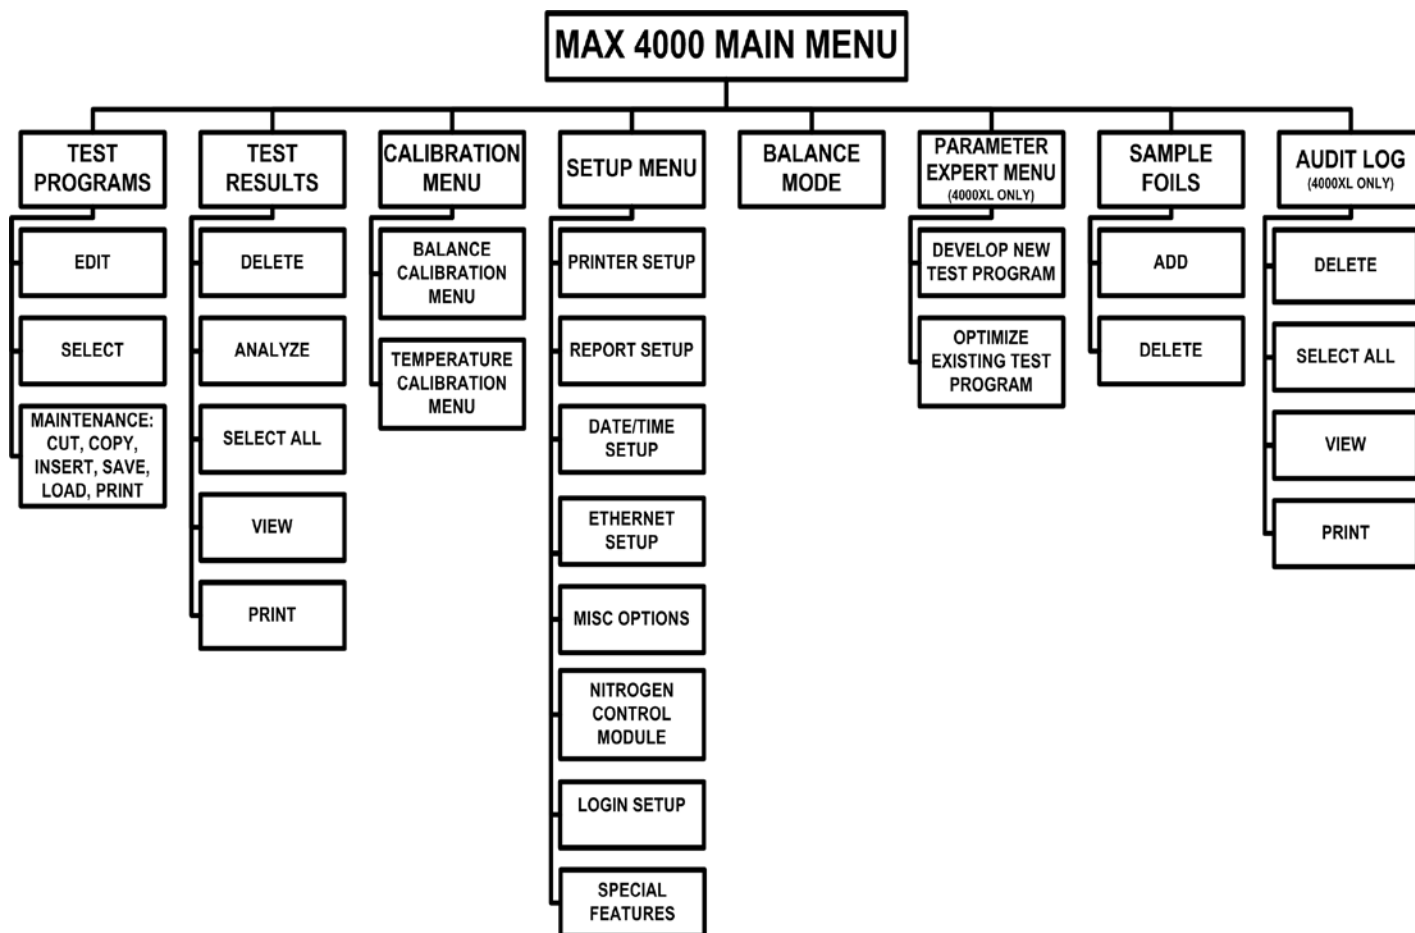 MAX 4000 MAIN MENU
TEST
PROGRAMS
EDIT
SELECT
MAINTENANCE:
CUT, COPY,
INSERT, SAVE,
LOAD, PRINT
TEST
RESULTS
DELETE
ANALYZE
SELECT ALL
VIEW
PRINT
CALIBRATION
MENU
BALANCE
CALIBRATION
MENU
TEMPERATURE
CALIBRATION
MENU
SETUP MENU
PRINTER SETUP
REPORT SETUP
DATE/TIME
SETUP
ETHERNET
SETUP
MISC OPTIONS
NITROGEN
CONTROL
MODULE
LOGIN SETUP
SPECIAL
FEATURES
BALANCE
MODE
PARAMETER
EXPERT MENU
(4000XL ONLY)
DEVELOP NEW
TEST PROGRAM
OPTIMIZE
EXISTING TEST
PROGRAM
SAMPLE
FOILS
ADD
DELETE
AUDIT LOG
(4000XL ONLY)
DELETE
SELECT ALL
VIEW
PRINT